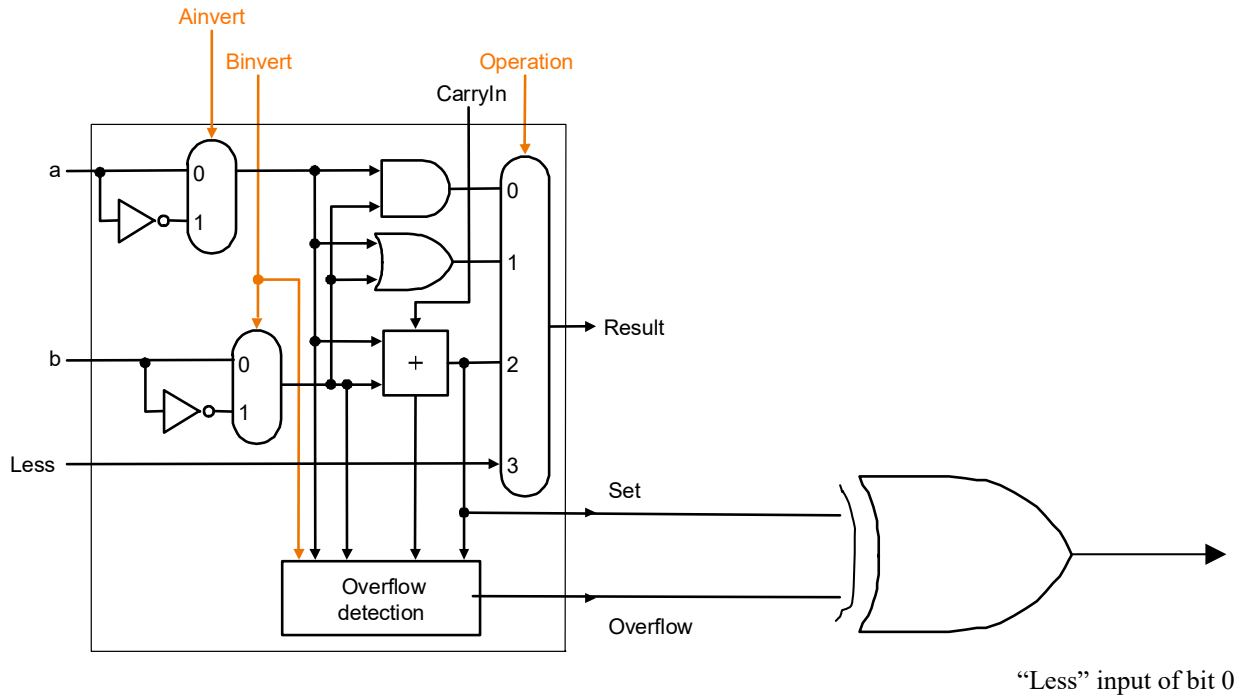 Ainvert
Binvert
Operation
CarryIn
a
0
1
0
1
b
0
1
+
2
Result
Less
3
Set
Overflow
detection
Overflow
“Less” input of bit 0